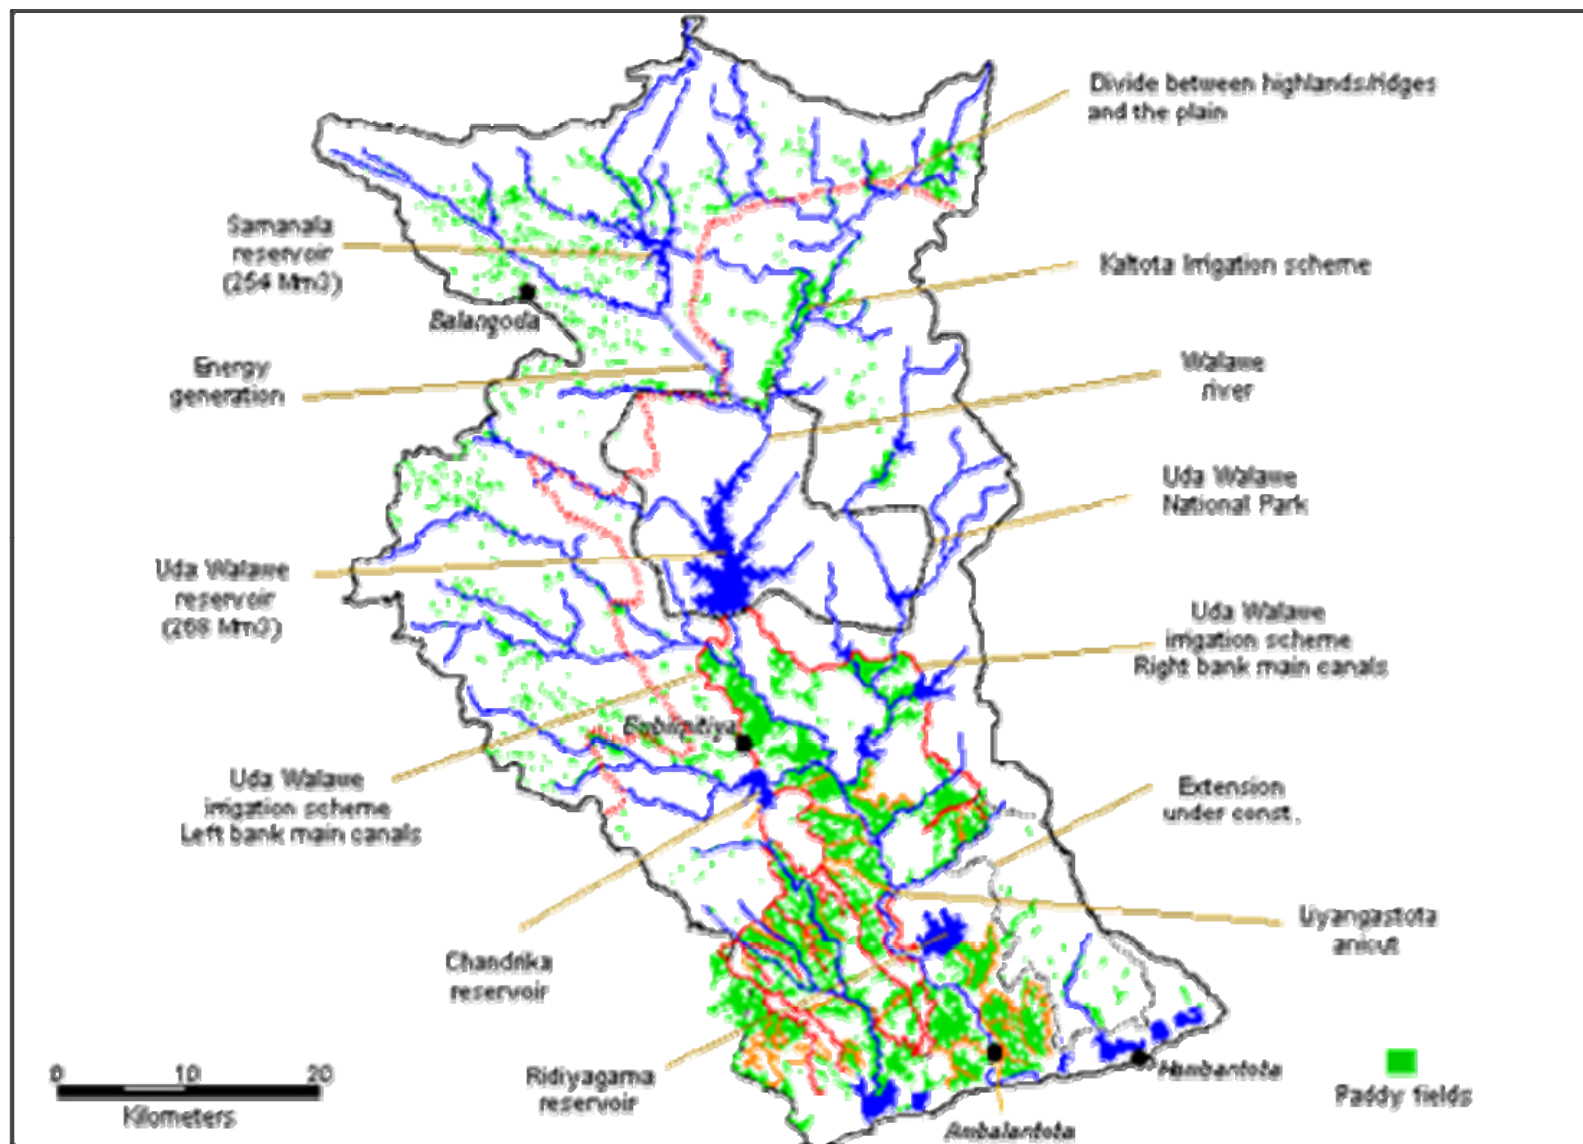 Divide between highlands/ridges
and the plain
Samanala
reservoir
(254 Mm3)
Kaltota Irrigation scheme
Balangoda
Energy
generation
Walawe
river
Uda Walawe
National Park
Uda Walawe
reservoir
(268 Mm3)
Uda Walawe
irrigation scheme
Right bank main canals
Embilipitiya
Uda Walawe
irrigation scheme
Left bank main canals
Extension
under const.
Liyangastota
anicut
Chandrika
reservoir
Ridiyagama
reservoir
Hambantota
Ambalantota
0 10 20
Kilometers
Paddy fields